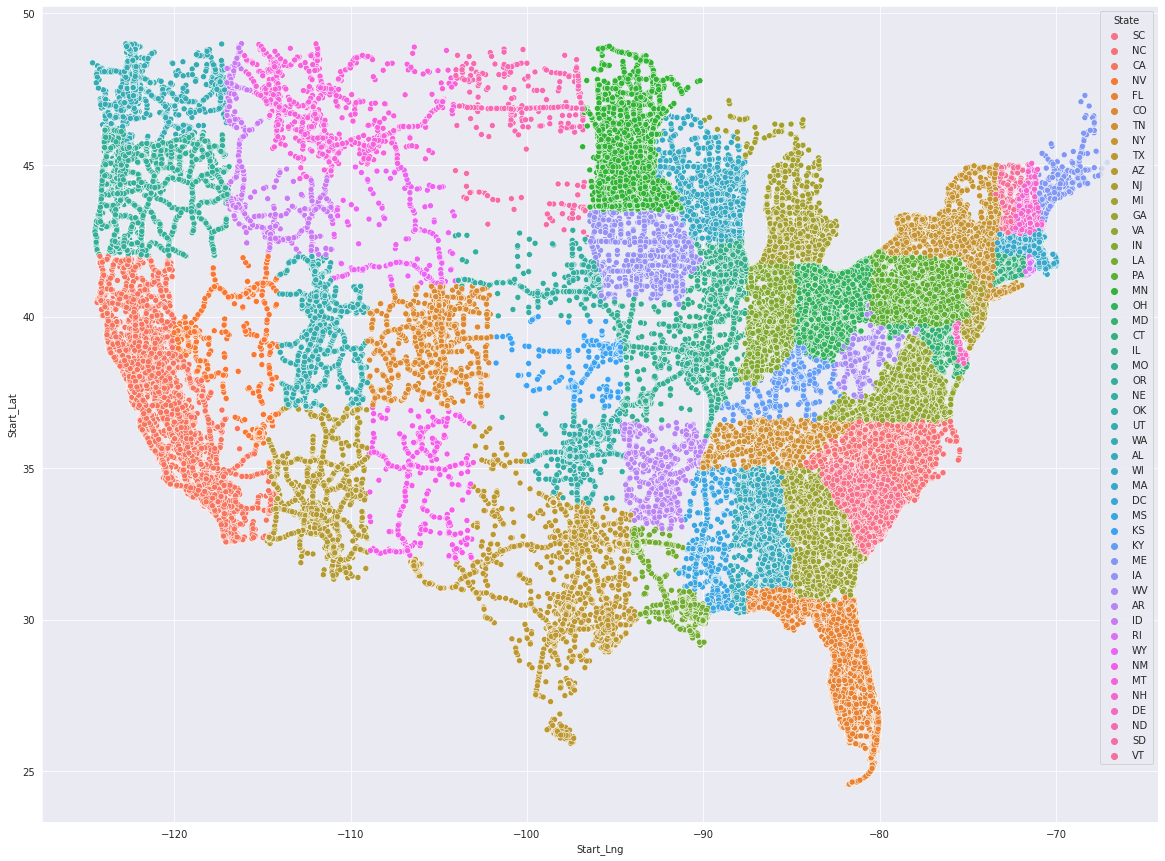 State
SC
NC
CA
NV
FL
CO
TN
NY
TX
AZ
NJ
MI
GA
VA
IN
LA
PA
MN
OH
MD
CT
IL
MO
OR
NE
OK
UT
WA
AL
WI
MA
DC
MS
KS
KY
ME
IA
WV
AR
ID
RI
WY
NM
MT
NH
DE
ND
SD
VT
50
45
40
35
30
25
Start_Lat
−120
−110
−100
−90
−80
−70
Start_Lng